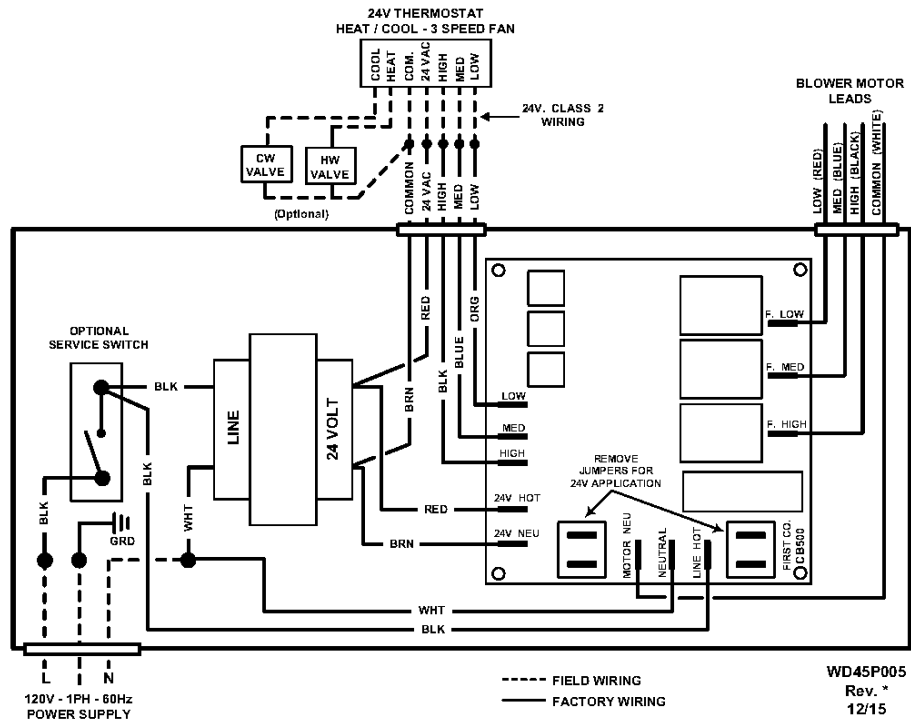 24V THERMOSTAT
HEAT / COOL - 3 SPEED FAN
COOL
HEAT
COM.
24 VAC
HIGH
MED
LOW
24V. CLASS 2
WIRING
BLOWER MOTOR
LEADS
CW
VALVE
HW
VALVE
(Optional)
COMMON
24 VAC
HIGH
MED
LOW
LOW (RED)
MED (BLUE)
HIGH (BLACK)
COMMON (WHITE)
OPTIONAL
SERVICE SWITCH
BLK
LINE
24 VOLT
BRN
RED
BLK
BLUE
ORG
LOW
MED
HIGH
24V HOT
24V NEU
F. LOW
F. MED
F. HIGH
REMOVE
JUMPERS FOR
24V APPLICATION
MOTOR NEU
NEUTRAL
LINE HOT
FIRST CO.
CB500
BLK
GRD
BLK
WHT
RED
BRN
WHT
BLK
L
N
120V - 1PH - 60Hz
POWER SUPPLY
FIELD WIRING
FACTORY WIRING
WD45P005
Rev. *
12/15